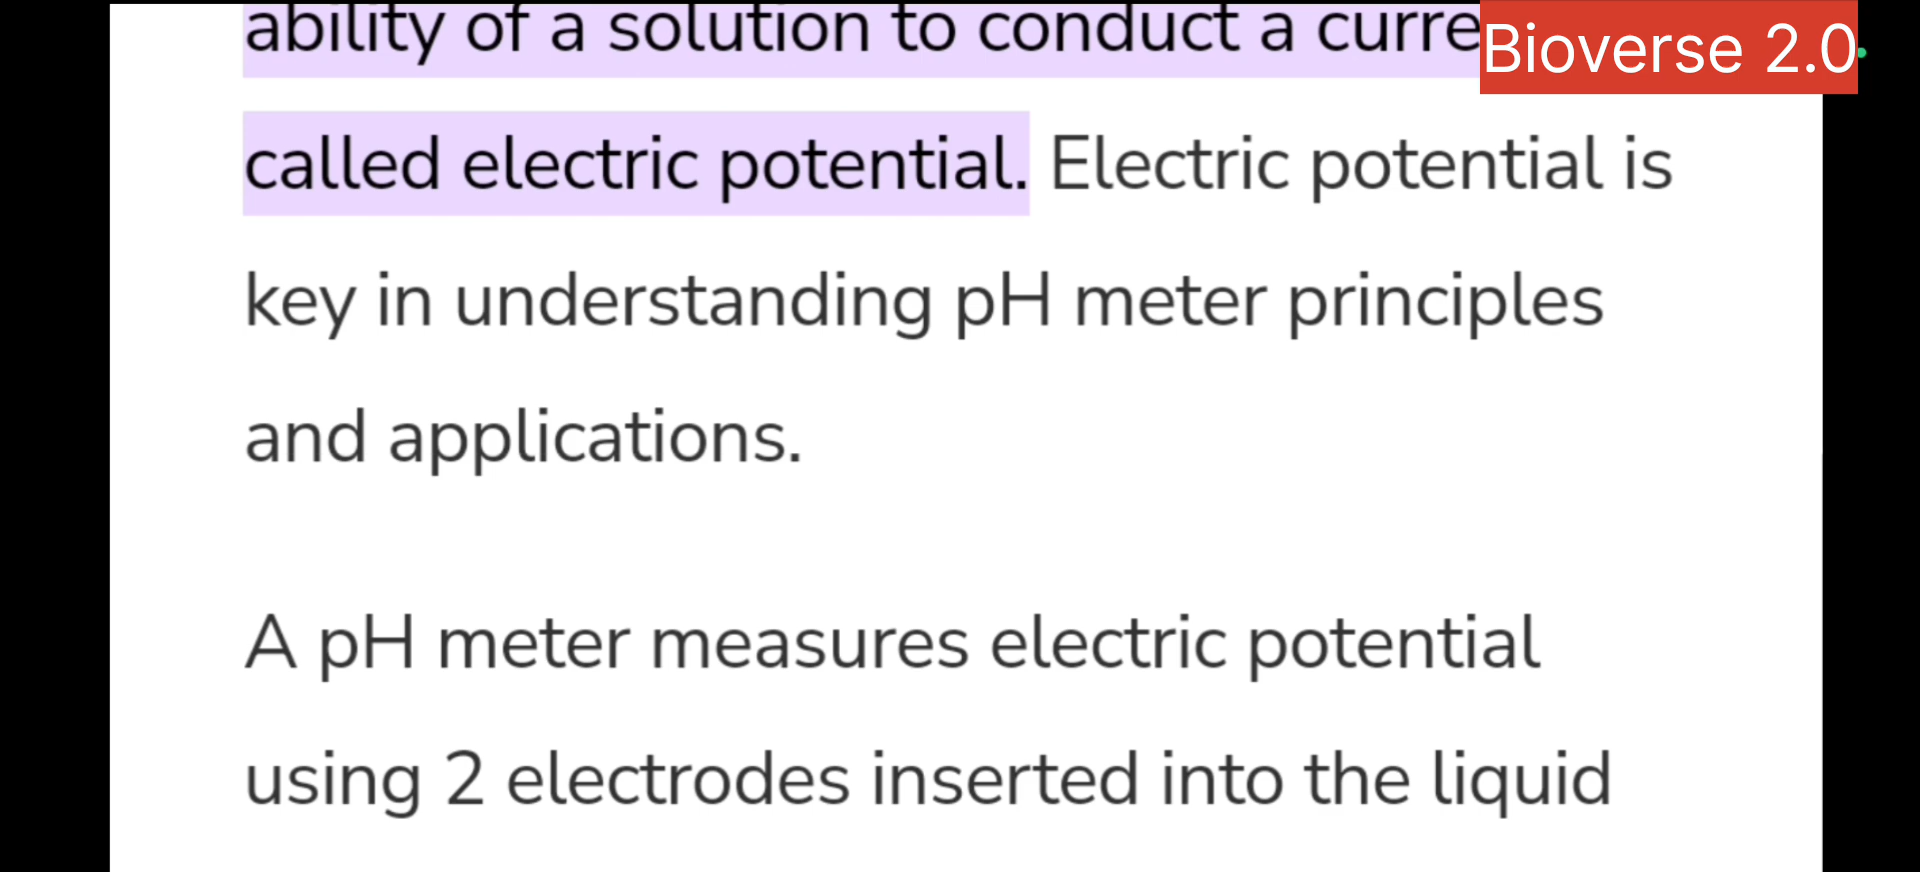 ability of a solution to conduct a curre
Bioverse 2.0
called electric potential. Electric potential is
key in understanding pH meter principles
and applications.
A pH meter measures electric potential
using 2 electrodes inserted into the liquid